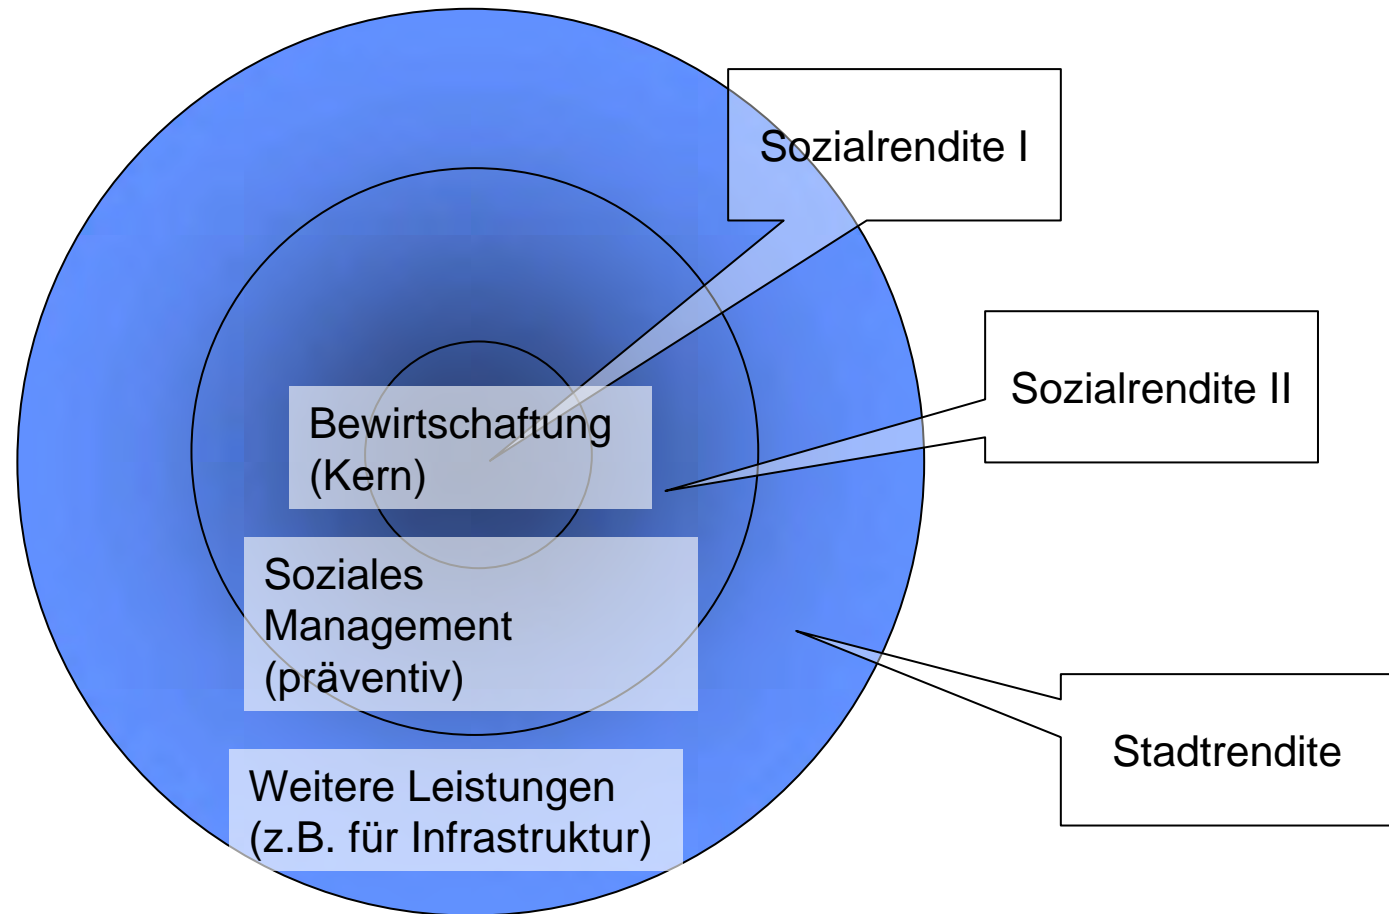 Sozialrendite I
Sozialrendite II
Bewirtschaftung
(Kern)
Soziales
Management
(präventiv)
Stadtrendite
Weitere Leistungen
(z.B. für Infrastruktur)